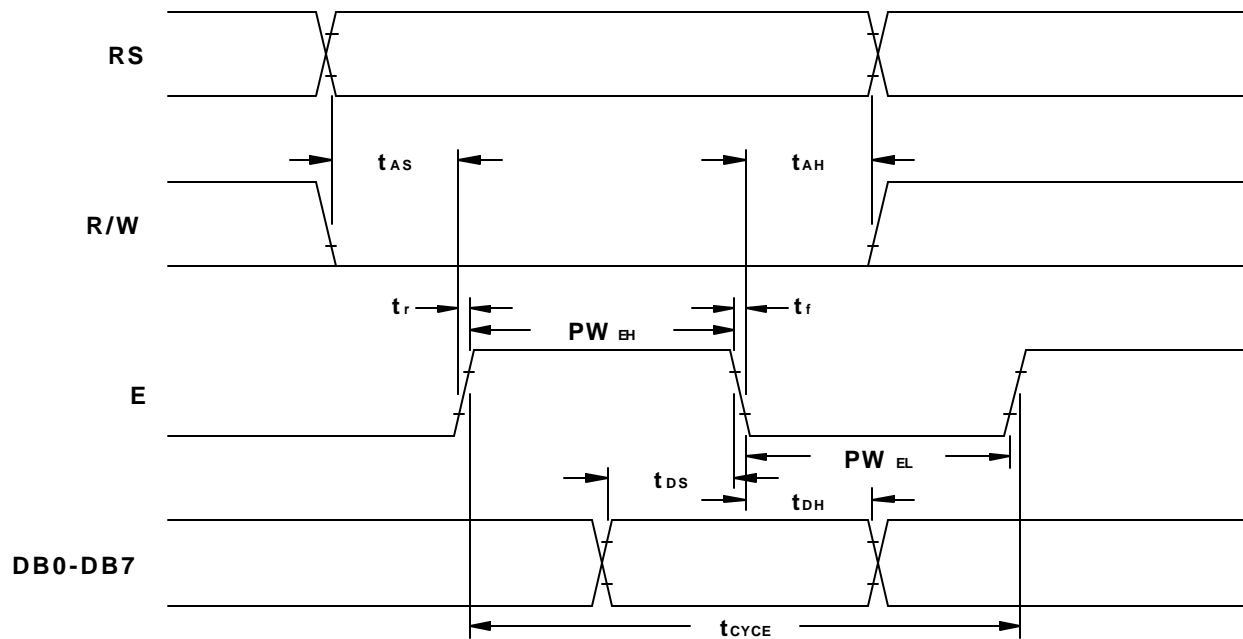 RS
tAS
tAH
R/W
tr
tf
PW EH
E
PW EL
tDS
tDH
DB0-DB7
tCYCE